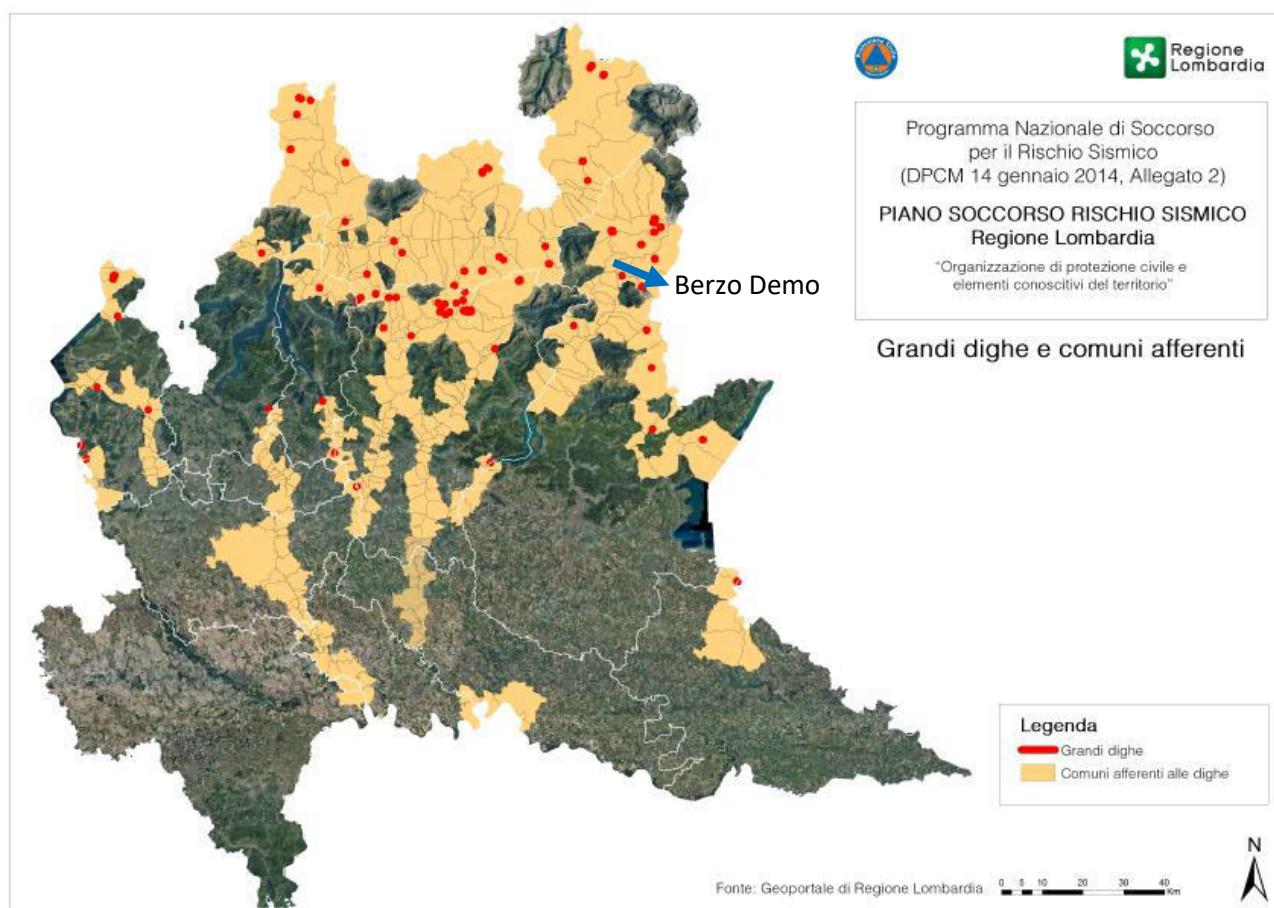 Regione
Lombardia
Programma Nazionale di Soccorso
per il Rischio Sismico
(DPCM 14 gennaio 2014, Allegato 2)
PIANO SOCCORSO RISCHIO SISMICO
Regione Lombardia
"Organizzazione di protezione civile e
elementi conoscitivi del territorio"
Grandi dighe e comuni afferenti
Berzo Demo
Legenda
Grandi dighe
Comuni afferenti alle dighe
N
Fonte: Geoportale di Regione Lombardia
0 5 10 20 30 40
Km